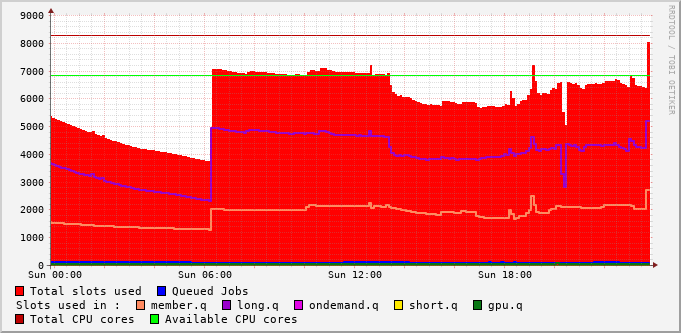 9000
8000
7000
6000
5000
4000
3000
2000
1000
0
Sun 00:00 Sun 06:00 Sun 12:00 Sun 18:00
RRDTOOL / TOBI OETIKER
Total slots used Queued Jobs
Slots used in : member.q long.q ondemand.q short.q gpu.q
Total CPU cores Available CPU cores